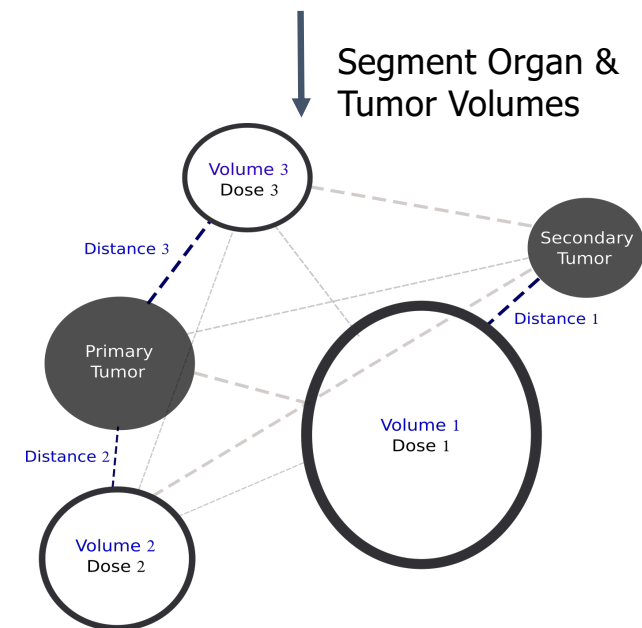 Segment Organ &
Tumor Volumes
Volume 3
Dose 3
Secondary
Tumor
Distance 3
Distance 1
Primary
Tumor
Volume 1
Dose 1
Distance 2
Volume 2
Dose 2